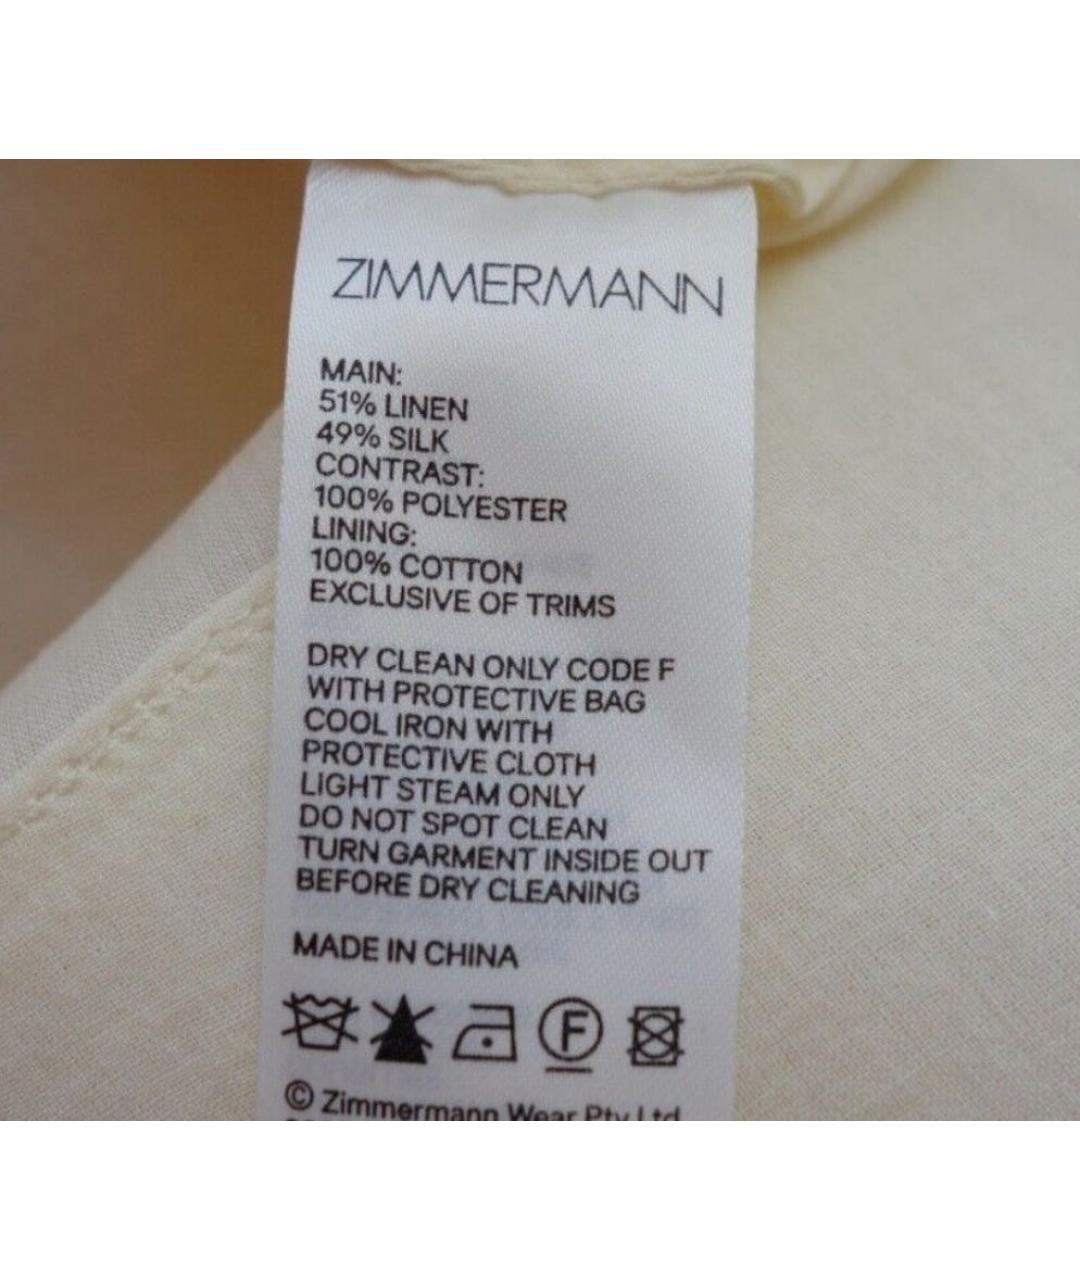 ZIMMERMANN
MAIN:
51% LINEN
49% SILK
CONTRAST:
100% POLYESTER
LINING:
100% COTTON
EXCLUSIVE OF TRIMS
DRY CLEAN ONLY CODE F
WITH PROTECTIVE BAG
COOL IRON WITH
PROTECTIVE CLOTH
LIGHT STEAM ONLY
DO NOT SPOT CLEAN
TURN GARMENT INSIDE OUT
BEFORE DRY CLEANING
MADE IN CHINA
F
© Zimmermann Wear Pty Ltd